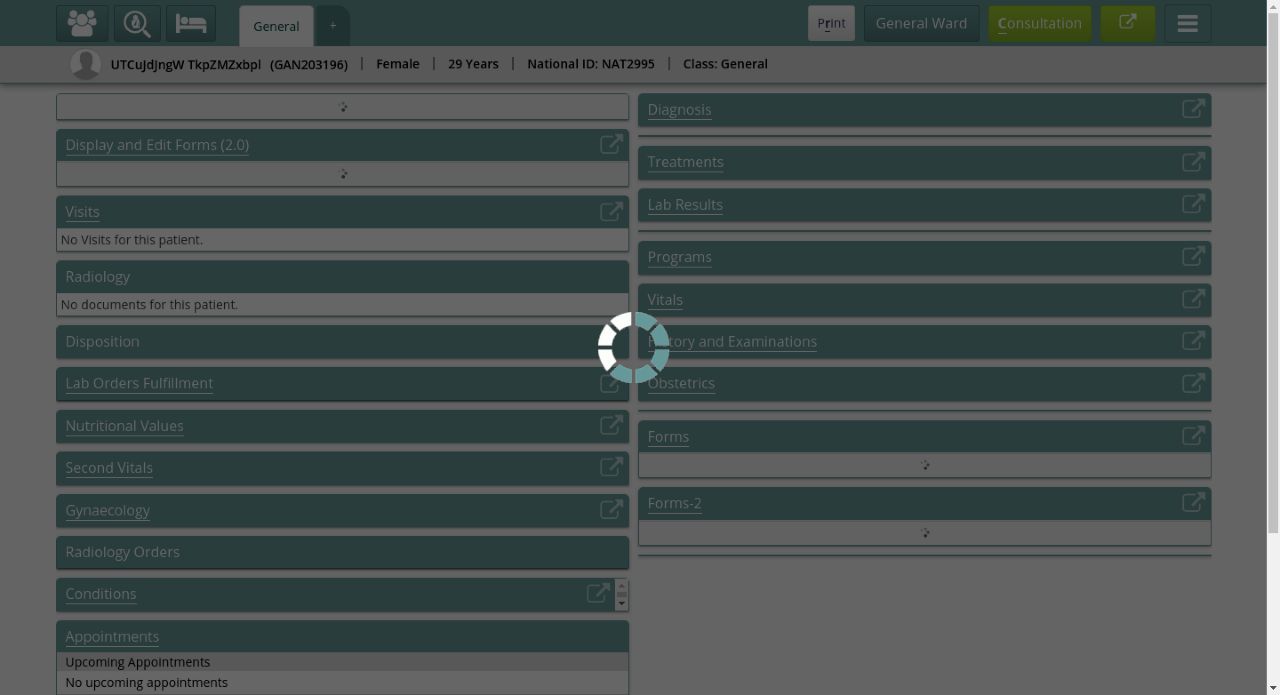 General
+
Print
General Ward
Consultation
UTCuJdJngW TkpZMZxbpl (GAN203196) | Female | 29 Years | National ID: NAT2995 | Class: General
Display and Edit Forms (2.0)
Visits
No Visits for this patient.
Radiology
No documents for this patient.
Disposition
Lab Orders Fulfillment
Nutritional Values
Second Vitals
Gynaecology
Radiology Orders
Conditions
Appointments
Upcoming Appointments
No upcoming appointments
Diagnosis
Treatments
Lab Results
Programs
Vitals
History and Examinations
Obstetrics
Forms
Forms-2